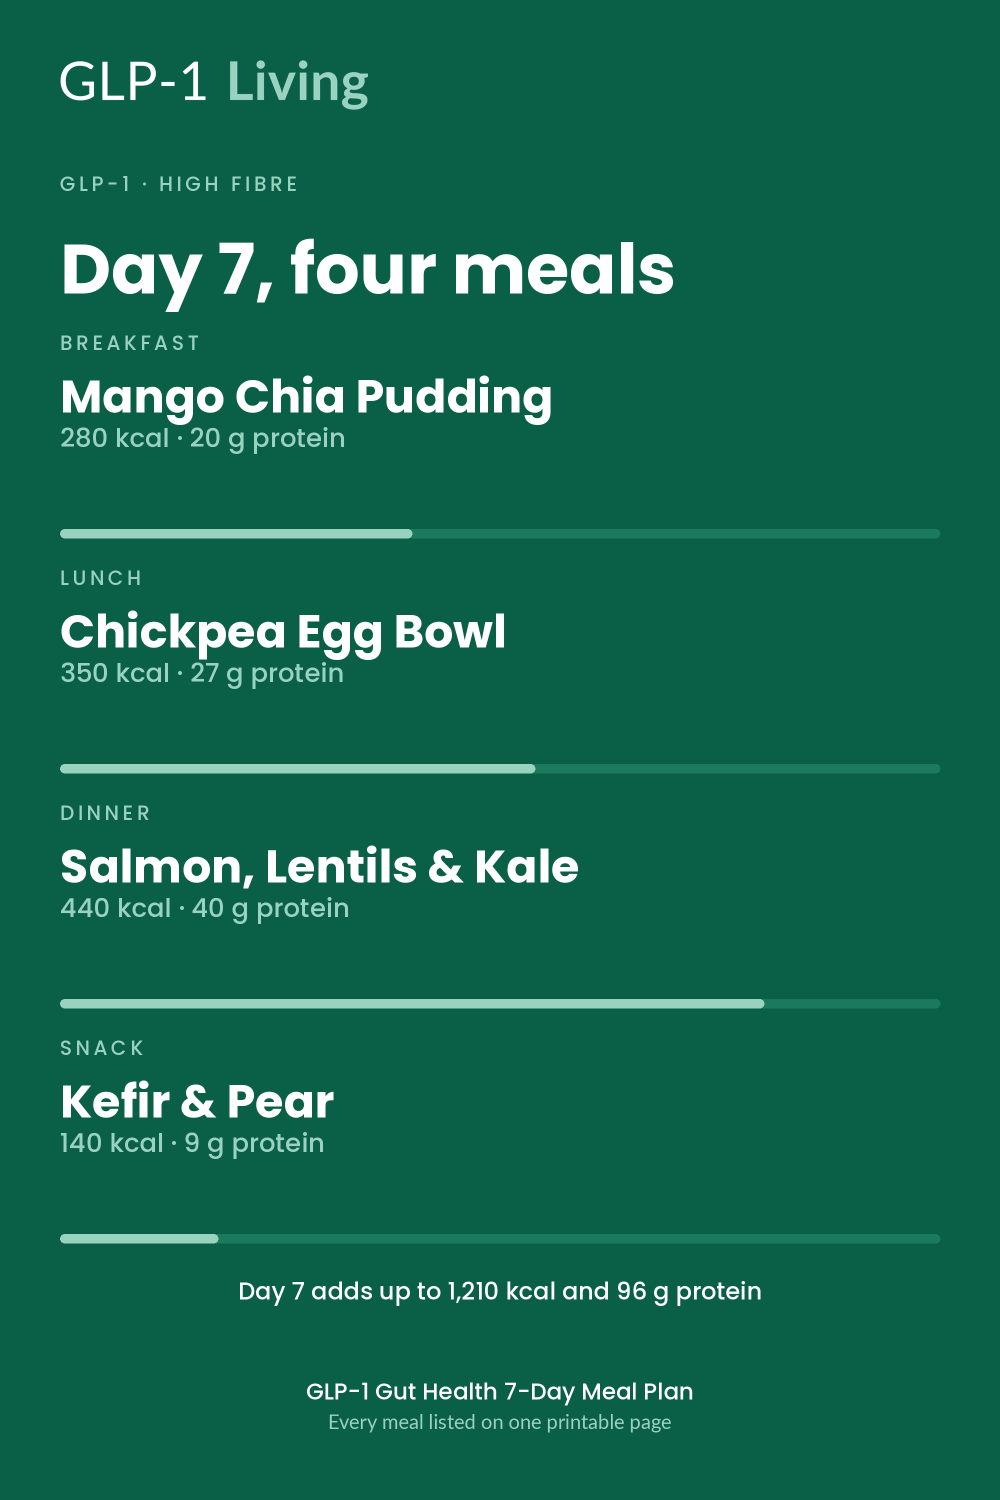 GLP-1 Living
GLP-1 · HIGH FIBRE
Day 7, four meals
BREAKFAST
Mango Chia Pudding
280 kcal · 20 g protein
LUNCH
Chickpea Egg Bowl
350 kcal · 27 g protein
DINNER
Salmon, Lentils & Kale
440 kcal · 40 g protein
SNACK
Kefir & Pear
140 kcal · 9 g protein
Day 7 adds up to 1,210 kcal and 96 g protein
GLP-1 Gut Health 7-Day Meal Plan
Every meal listed on one printable page